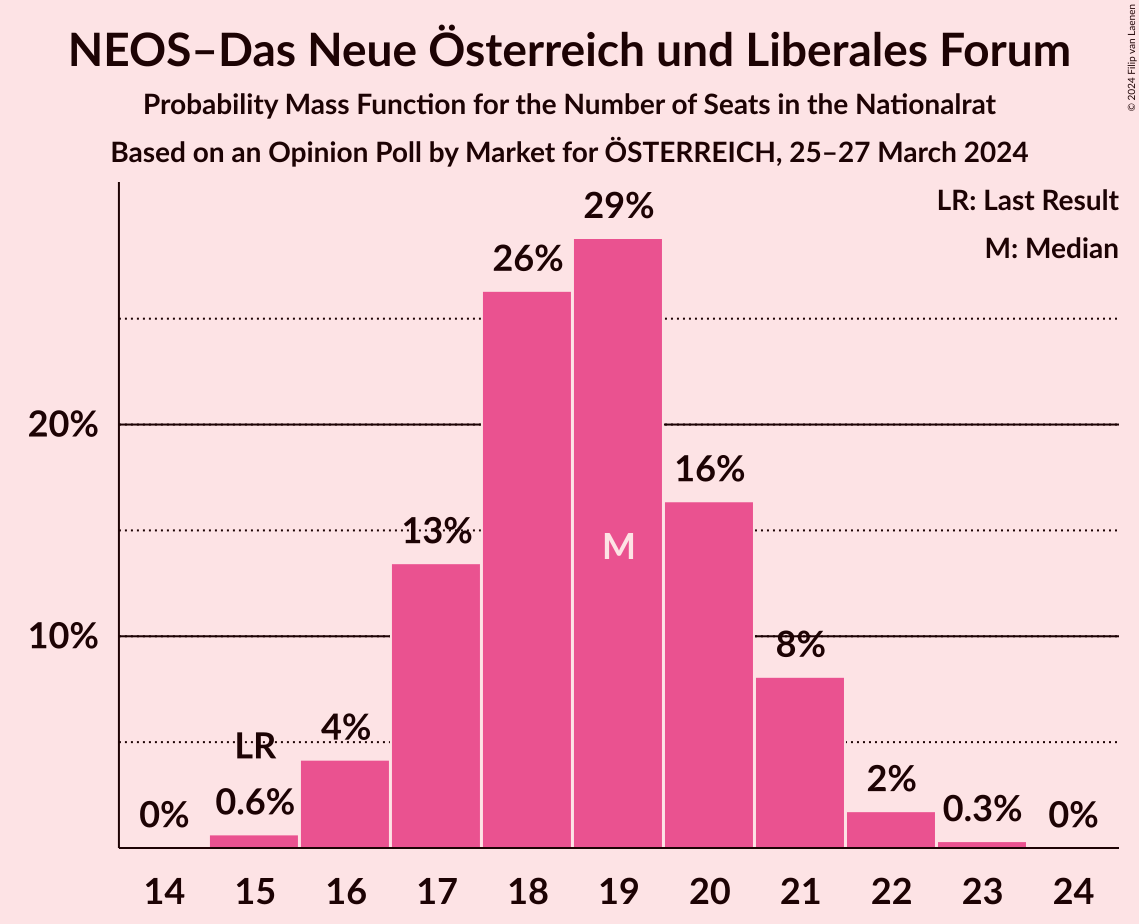 NEOS–Das Neue Österreich und Liberales Forum
Probability Mass Function for the Number of Seats in the Nationalrat
Based on an Opinion Poll by Market for ÖSTERREICH, 25–27 March 2024
© 2024 Filip van Laenen
LR: Last Result
M: Median
20%
10%
0%
LR
0.6%
4%
13%
26%
29%
M
16%
8%
2%
0.3%
0%
14 15 16 17 18 19 20 21 22 23 24